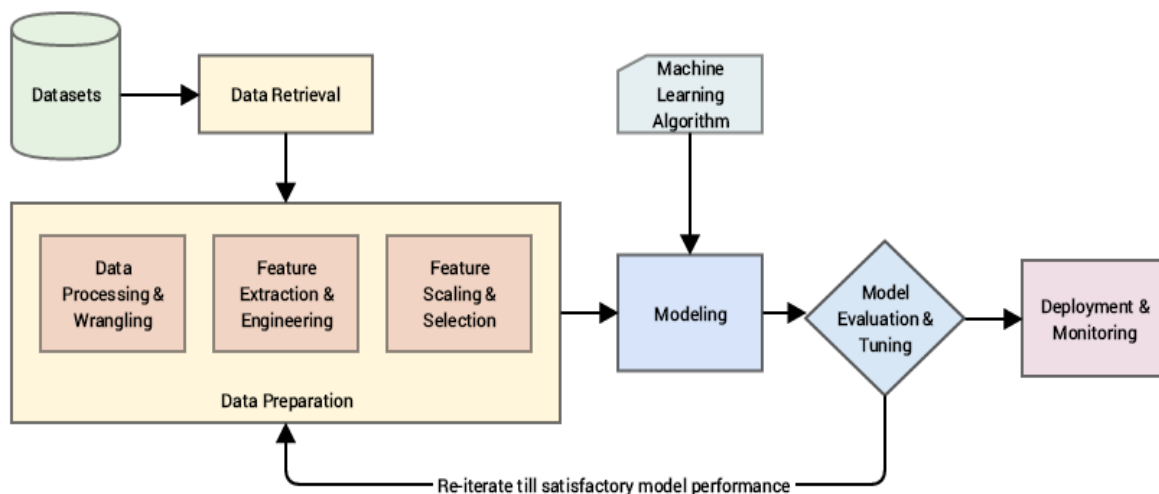 Datasets
Data Retrieval
Machine
Learning
Algorithm
Data
Processing &
Wrangling
Feature
Extraction &
Engineering
Feature
Scaling &
Selection
Data Preparation
Modeling
Model
Evaluation &
Tuning
Deployment &
Monitoring
Re-iterate till satisfactory model performance